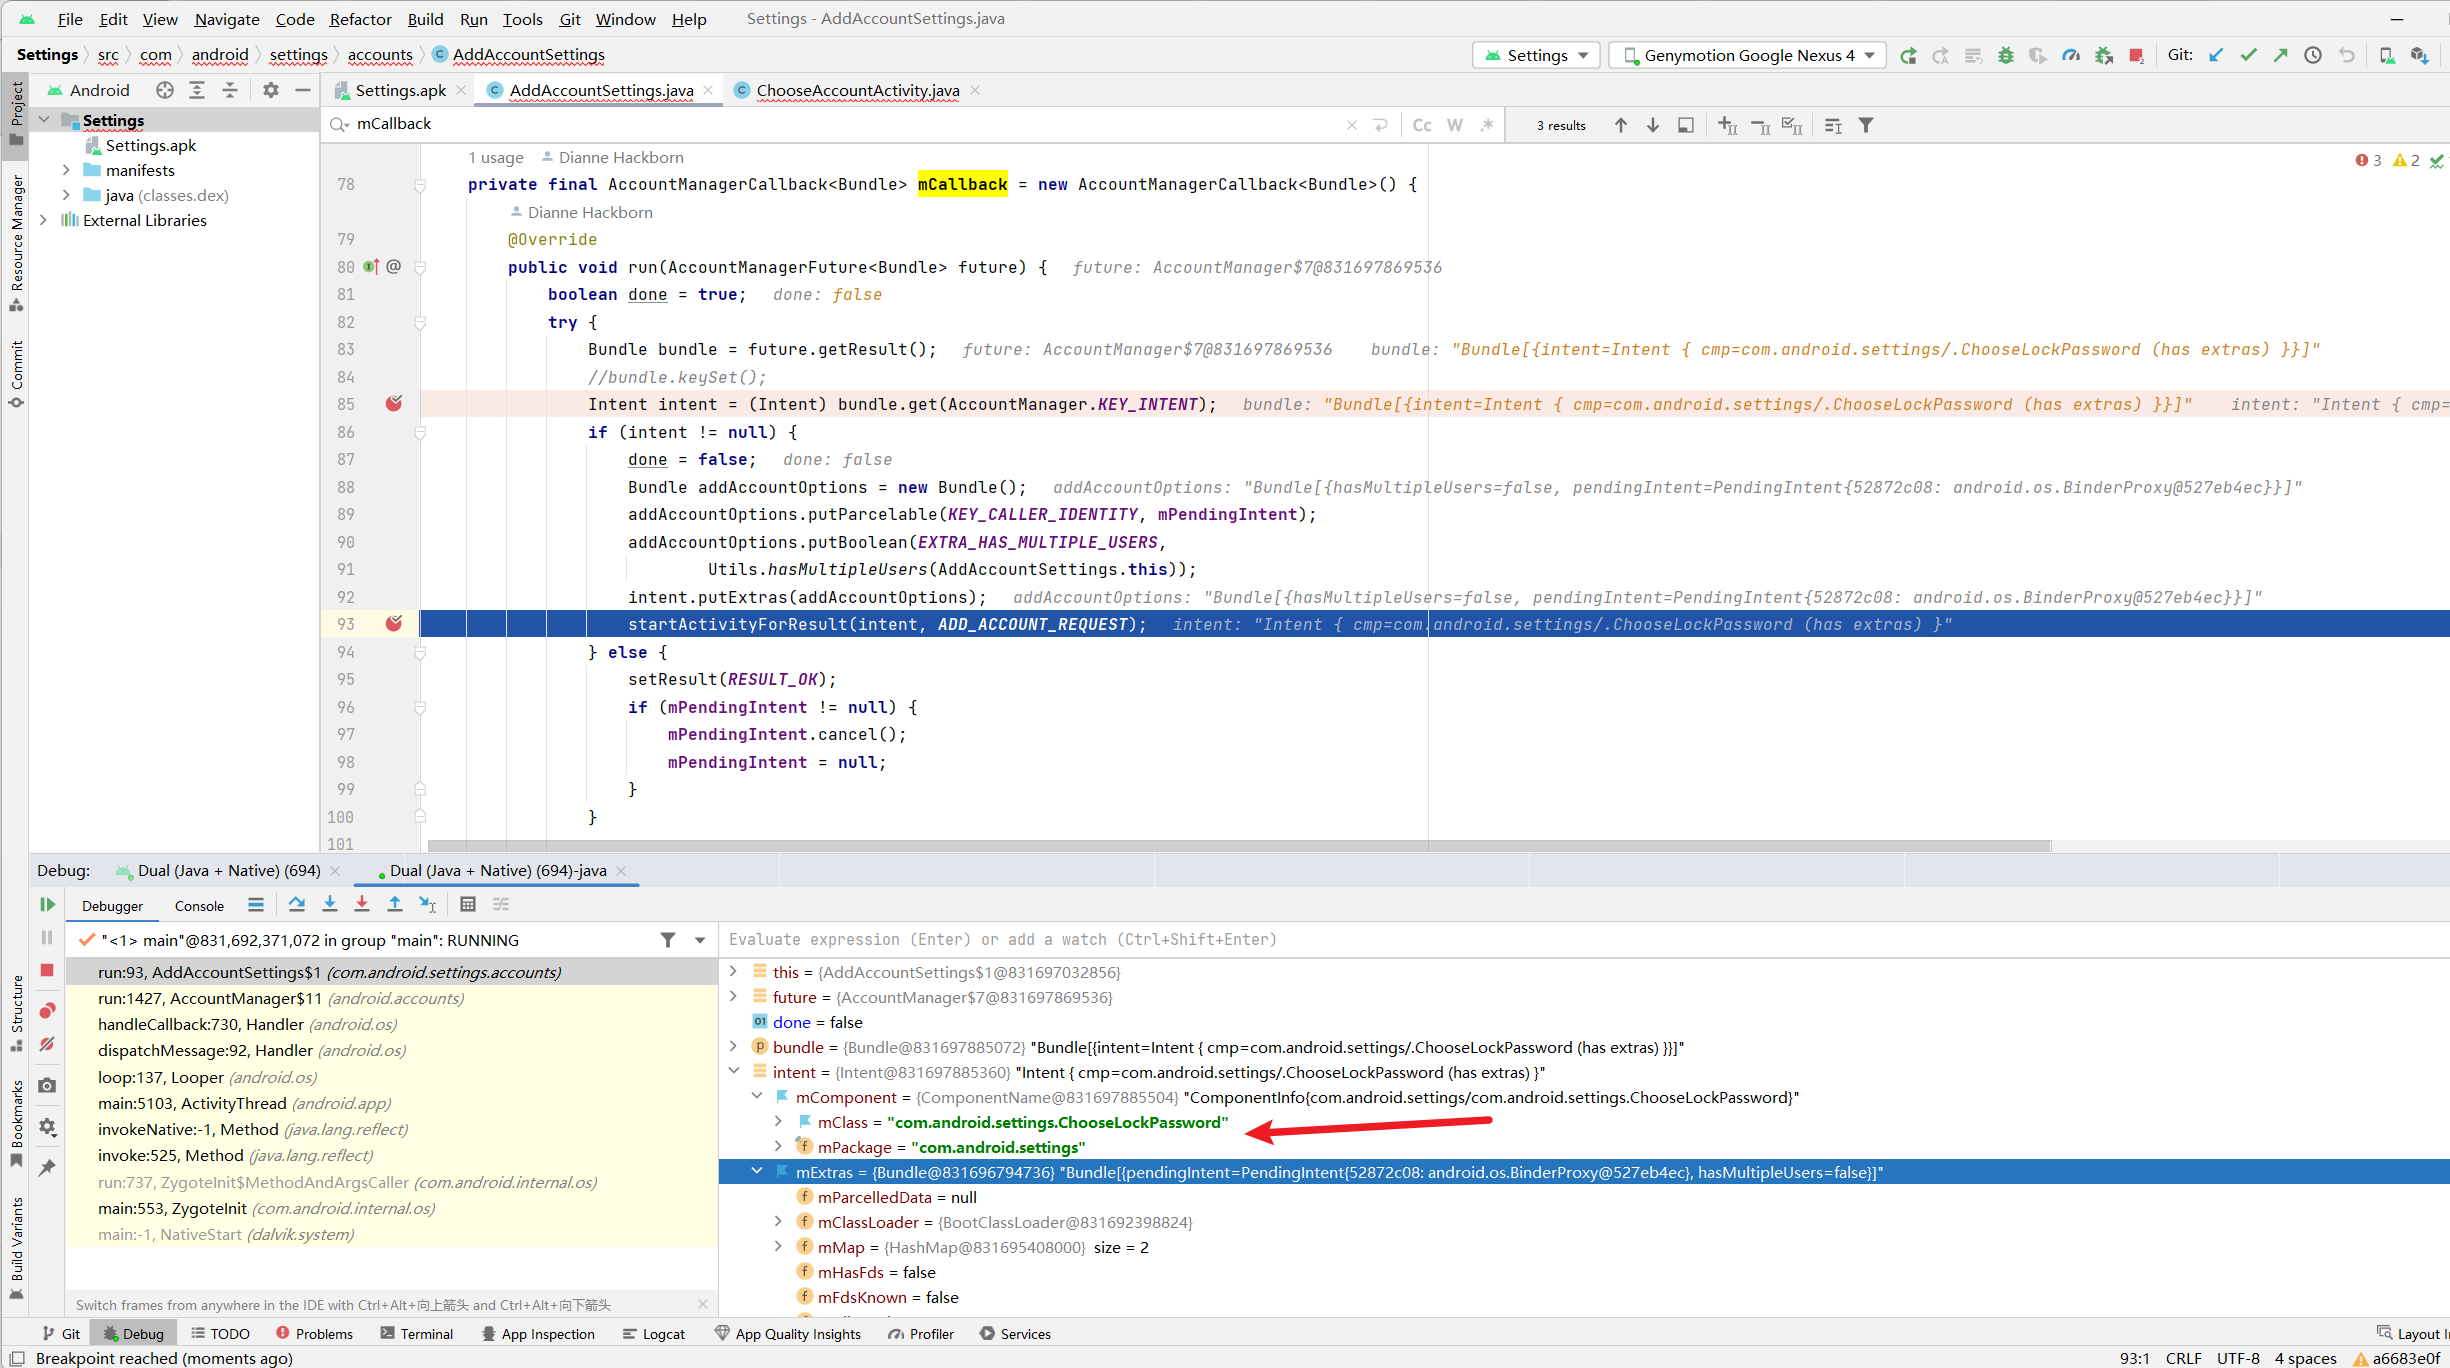 File Edit View Navigate Code Refactor Build Run Tools Git Window Help Settings - AddAccountSettings.java
Settings src com android settings accounts AddAccountSettings Settings Genymotion Google Nexus 4 Git:
Android Settings.apk AddAccountSettings.java ChooseAccountActivity.java
mCallback Cc W .* 3 results
Project
Resource Manager
Commit
Structure
Bookmarks
Build Variants
Settings
Settings.apk
manifests
java (classes.dex)
External Libraries
3 2
1 usage Dianne Hackborn
78 private final AccountManagerCallback<Bundle> mCallback = new AccountManagerCallback<Bundle>() {
Dianne Hackborn
79 @Override
80 @ public void run(AccountManagerFuture<Bundle> future) { future: AccountManager$7@831697869536
81 boolean done = true; done: false
82 try {
83 Bundle bundle = future.getResult(); future: AccountManager$7@831697869536 bundle: "Bundle[{intent=Intent { cmp=com.android.settings/.ChooseLockPassword (has extras) }}]"
84 //bundle.keySet();
85 Intent intent = (Intent) bundle.get(AccountManager.KEY_INTENT); bundle: "Bundle[{intent=Intent { cmp=com.android.settings/.ChooseLockPassword (has extras) }}]" intent: "Intent { cmp=
86 if (intent != null) {
87 done = false; done: false
88 Bundle addAccountOptions = new Bundle(); addAccountOptions: "Bundle[{hasMultipleUsers=false, pendingIntent=PendingIntent{52872c08: android.os.BinderProxy@527eb4ec}}]"
89 addAccountOptions.putParcelable(KEY_CALLER_IDENTITY, mPendingIntent);
90 addAccountOptions.putBoolean(EXTRA_HAS_MULTIPLE_USERS,
91 Utils.hasMultipleUsers(AddAccountSettings.this));
92 intent.putExtras(addAccountOptions); addAccountOptions: "Bundle[{hasMultipleUsers=false, pendingIntent=PendingIntent{52872c08: android.os.BinderProxy@527eb4ec}}]"
93 startActivityForResult(intent, ADD_ACCOUNT_REQUEST); intent: "Intent { cmp=com.android.settings/.ChooseLockPassword (has extras) }"
94 } else {
95 setResult(RESULT_OK);
96 if (mPendingIntent != null) {
97 mPendingIntent.cancel();
98 mPendingIntent = null;
99 }
100 }
101
Debug: Dual (Java + Native) (694) Dual (Java + Native) (694)-java
Debugger Console
"<1> main"@831,692,371,072 in group "main": RUNNING
run:93, AddAccountSettings$1 (com.android.settings.accounts)
run:1427, AccountManager$11 (android.accounts)
handleCallback:730, Handler (android.os)
dispatchMessage:92, Handler (android.os)
loop:137, Looper (android.os)
main:5103, ActivityThread (android.app)
invokeNative:-1, Method (java.lang.reflect)
invoke:525, Method (java.lang.reflect)
run:737, ZygoteInit$MethodAndArgsCaller (com.android.internal.os)
main:553, ZygoteInit (com.android.internal.os)
main:-1, NativeStart (dalvik.system)
Switch frames from anywhere in the IDE with Ctrl+Alt+向上箭头 and Ctrl+Alt+向下箭头
Evaluate expression (Enter) or add a watch (Ctrl+Shift+Enter)
this = {AddAccountSettings$1@831697032856}
future = {AccountManager$7@831697869536}
01 done = false
p bundle = {Bundle@831697885072} "Bundle[{intent=Intent { cmp=com.android.settings/.ChooseLockPassword (has extras) }}]"
intent = {Intent@831697885360} "Intent { cmp=com.android.settings/.ChooseLockPassword (has extras) }"
mComponent = {ComponentName@831697885504} "ComponentInfo{com.android.settings/com.android.settings.ChooseLockPassword}"
mClass = "com.android.settings.ChooseLockPassword"
f mPackage = "com.android.settings"
mExtras = {Bundle@831696794736} "Bundle[{pendingIntent=PendingIntent{52872c08: android.os.BinderProxy@527eb4ec}, hasMultipleUsers=false}]"
f mParcelledData = null
f mClassLoader = {BootClassLoader@831692398824}
f mMap = {HashMap@831695408000} size = 2
f mHasFds = false
f mFdsKnown = false
Git Debug TODO Problems Terminal App Inspection Logcat App Quality Insights Profiler Services Layout I
Breakpoint reached (moments ago) 93:1 CRLF UTF-8 4 spaces a6683e0f